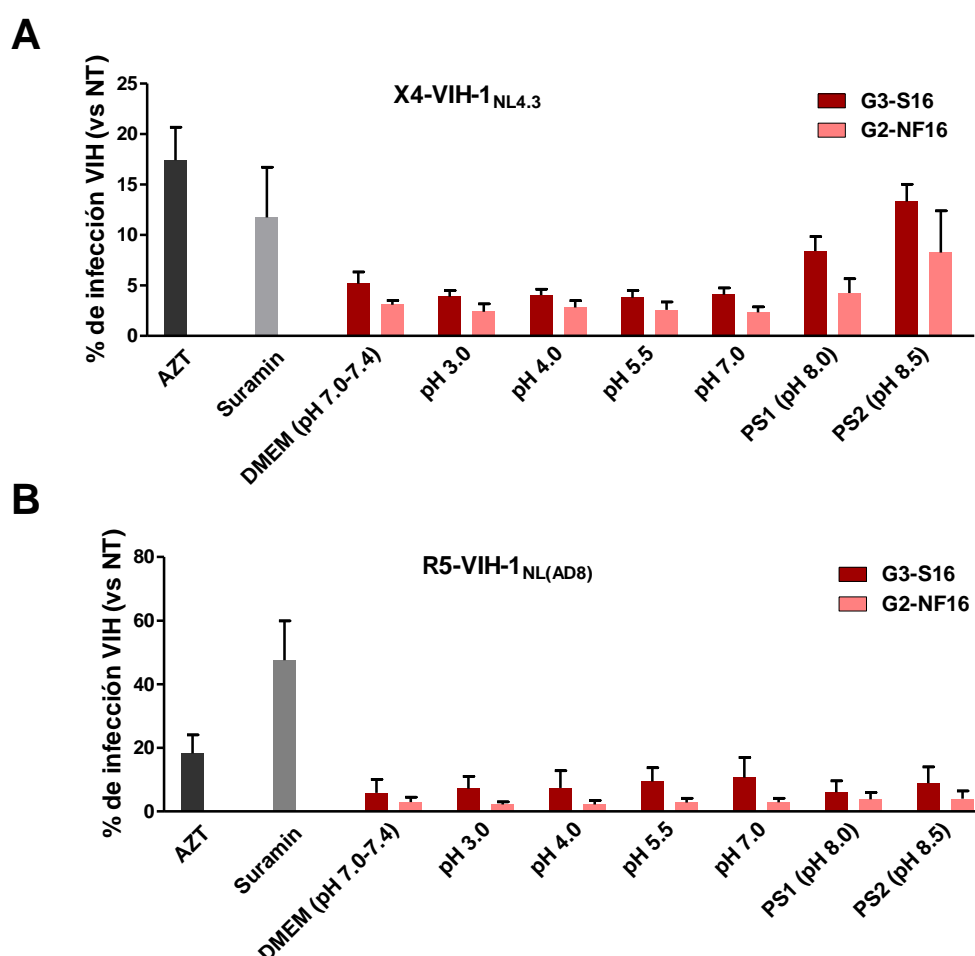 A
X4-VIH-1NL4.3
G3-S16
G2-NF16
% de infección VIH (vs NT)
25
20
15
10
5
0
AZT
Suramin
DMEM (pH 7.0-7.4)
pH 3.0
pH 4.0
pH 5.5
pH 7.0
PS1 (pH 8.0)
PS2 (pH 8.5)
B
R5-VIH-1NL(AD8)
G3-S16
G2-NF16
% de infección VIH (vs NT)
80
60
40
20
0
AZT
Suramin
DMEM (pH 7.0-7.4)
pH 3.0
pH 4.0
pH 5.5
pH 7.0
PS1 (pH 8.0)
PS2 (pH 8.5)